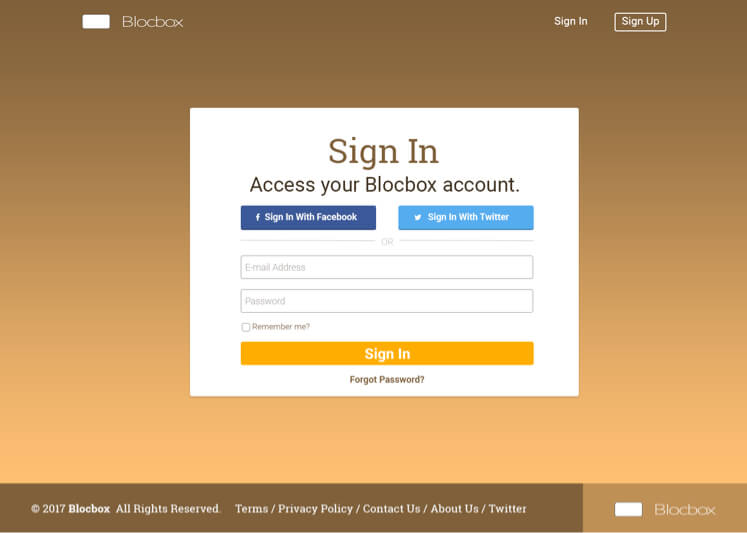 Blocbox Sign In Sign Up
Sign In
Access your Blocbox account.
Sign In With Facebook Sign In With Twitter
OR
E-mail Address
Password
Remember me?
Sign In
Forgot Password?
© 2017 Blocbox All Rights Reserved. Terms / Privacy Policy / Contact Us / About Us / Twitter Blocbox